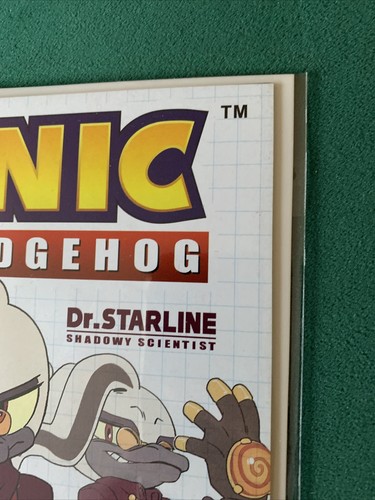 NIC
TM
DGEHOG
Dr.STARLINE
SHADOWY SCIENTIST